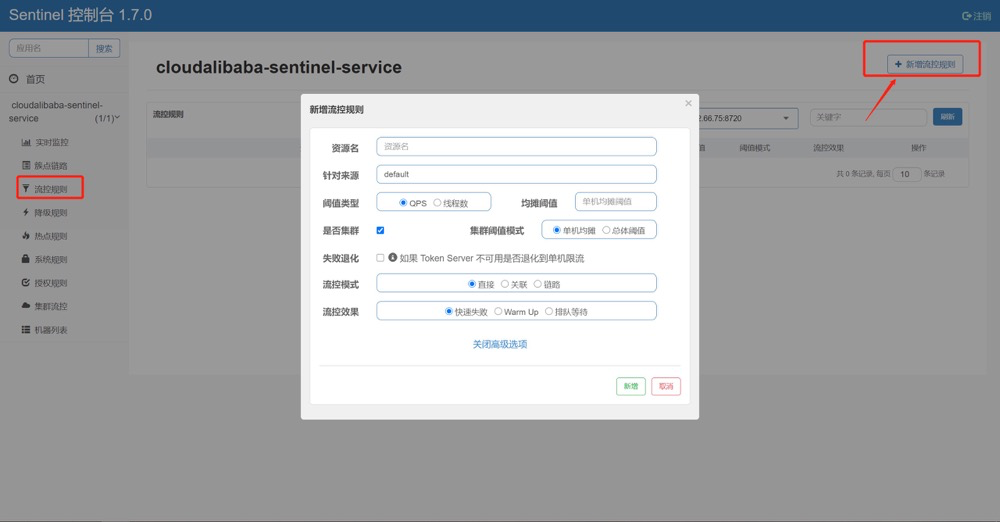 Sentinel 控制台 1.7.0
注销
应用名 搜索
首页
cloudalibaba-sentinel-service (1/1)
实时监控
簇点链路
流控规则
降级规则
热点规则
系统规则
授权规则
集群流控
机器列表
cloudalibaba-sentinel-service
+ 新增流控规则
流控规则
2.66.75:8720 关键字 刷新
值 阈值模式 流控效果 操作
共 0 条记录, 每页 10 条记录
新增流控规则 ×
资源名 资源名
针对来源 default
阈值类型 QPS 线程数 均摊阈值 单机均摊阈值
是否集群 集群阈值模式 单机均摊 总体阈值
失败退化 如果 Token Server 不可用是否退化到单机限流
流控模式 直接 关联 链路
流控效果 快速失败 Warm Up 排队等待
关闭高级选项
新增 取消